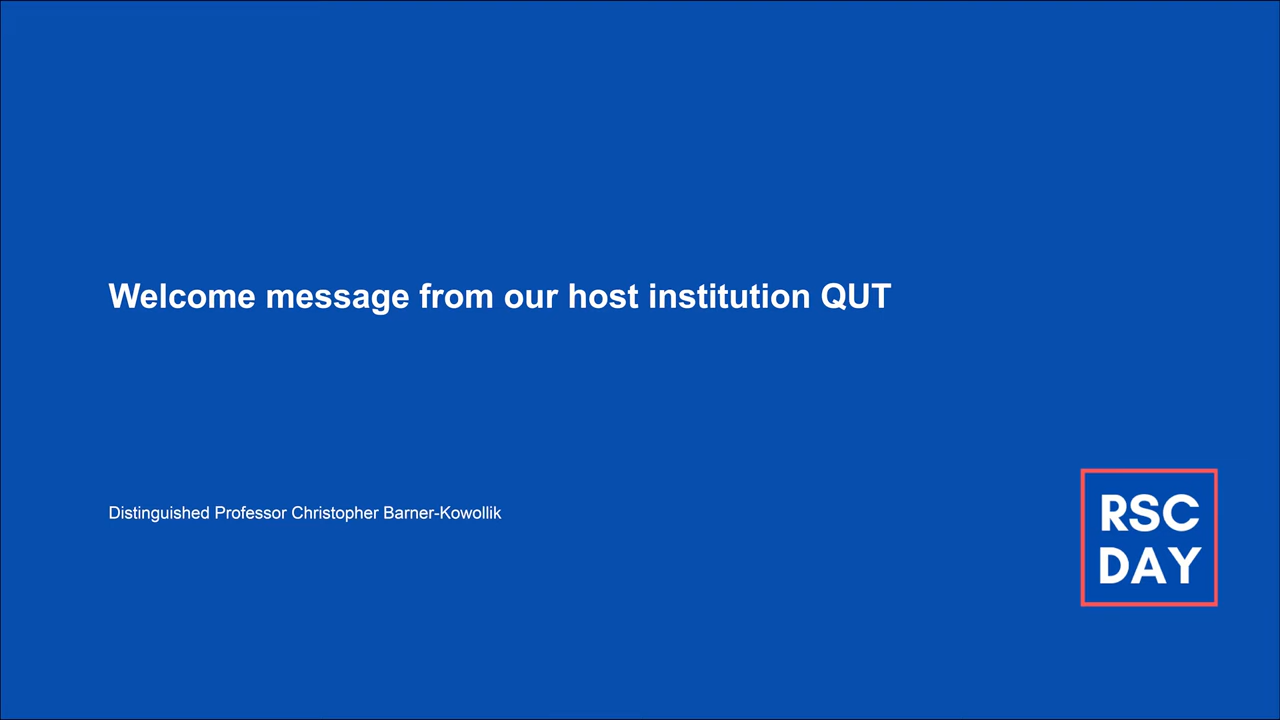 Welcome message from our host institution QUT
Distinguished Professor Christopher Barner-Kowollik
RSC
DAY